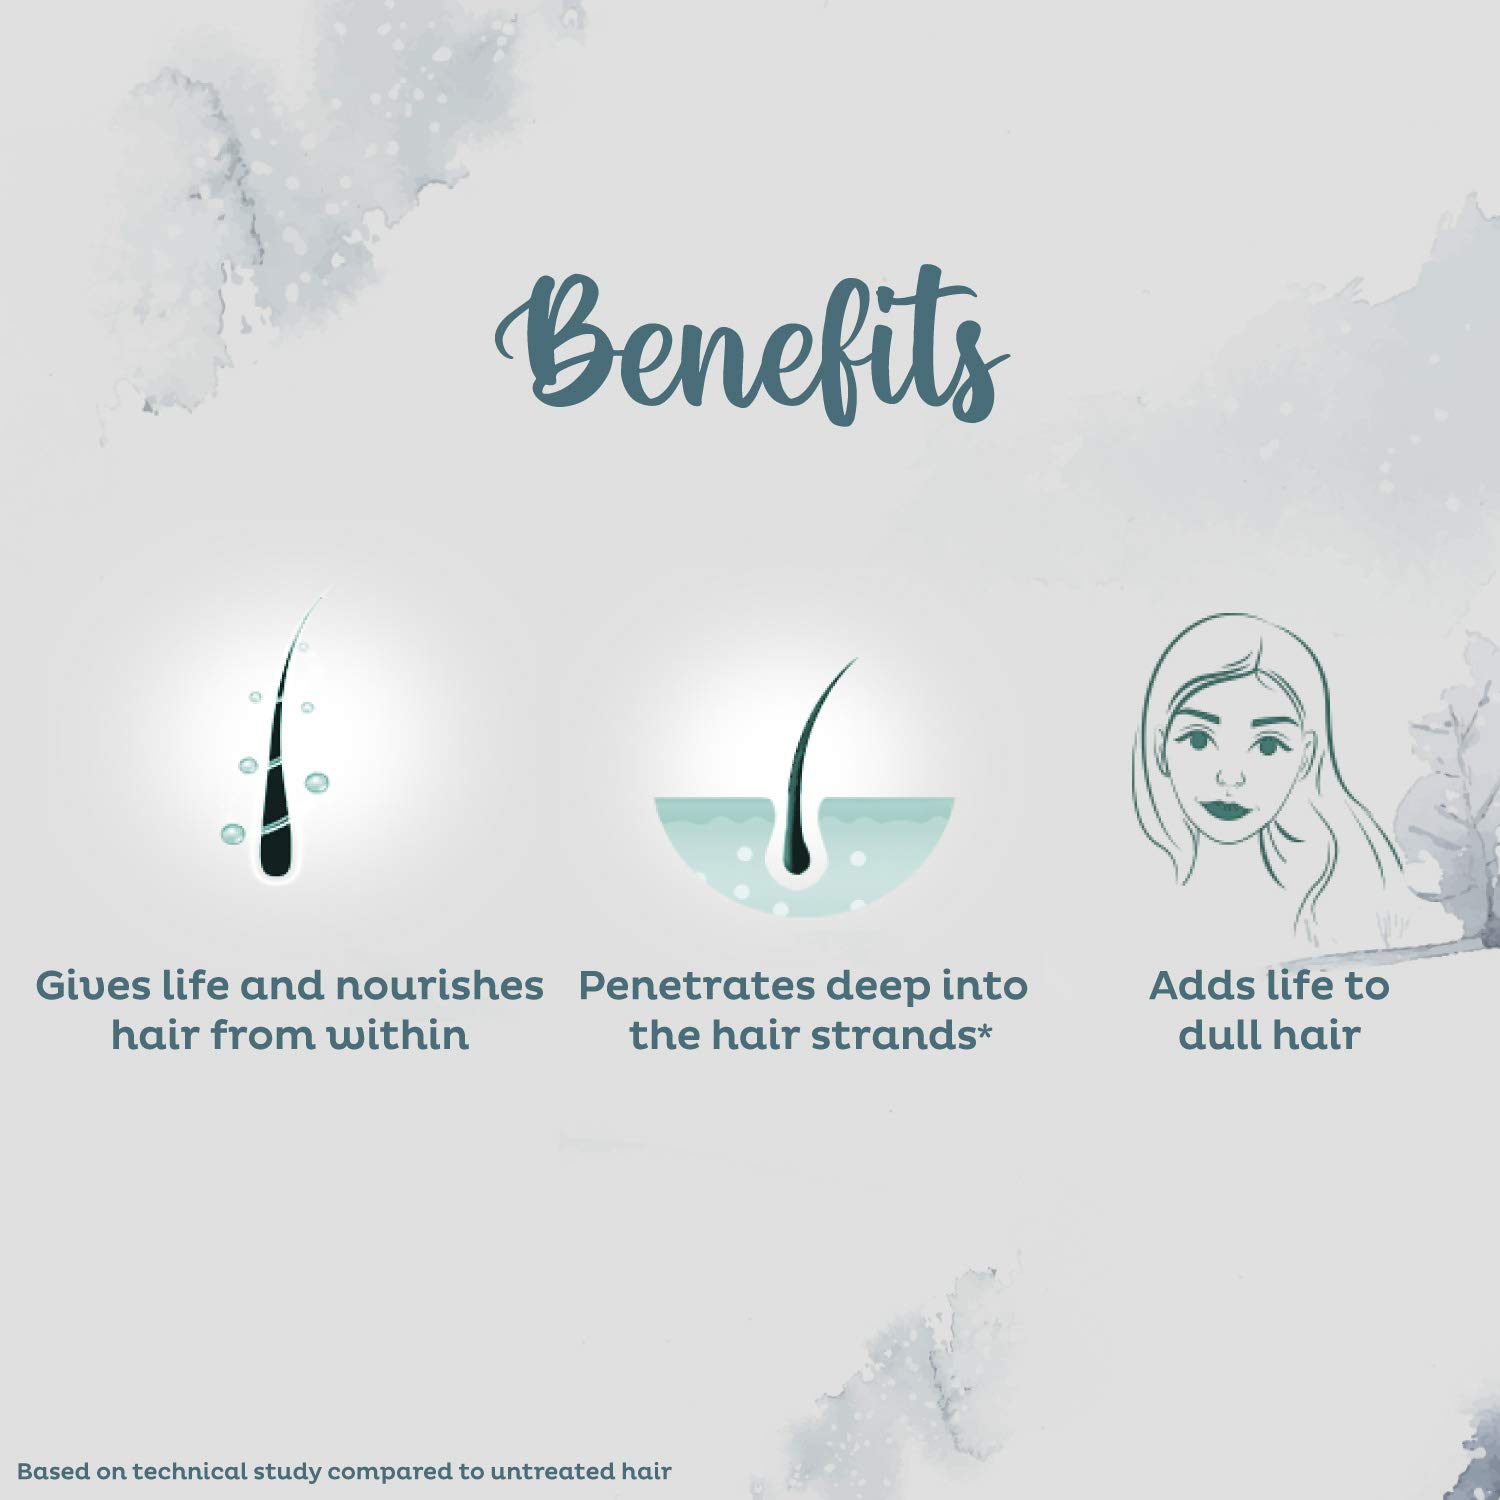 Benefits
Gives life and nourishes
hair from within
Penetrates deep into
the hair strands*
Adds life to
dull hair
Based on technical study compared to untreated hair